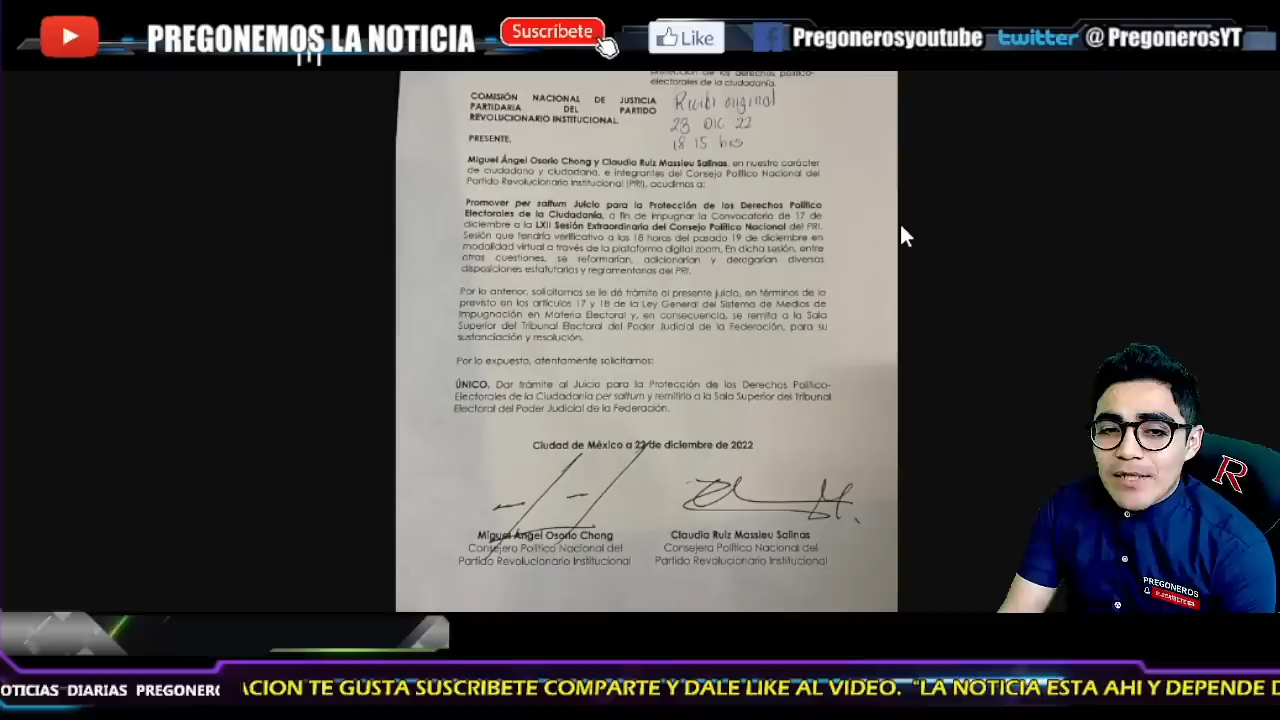 PREGONEMOS LA NOTICIA
Suscríbete
Like
Pregonerosyoutube
twitter @PregonerosYT
electorales de la ciudadanía.
COMISIÓN NACIONAL DE JUSTICIA
PARTIDARIA DEL PARTIDO
REVOLUCIONARIO INSTITUCIONAL.
Recibí original
23 DIC 22
18 15 hrs
PRESENTE.
Miguel Ángel Osorio Chong y Claudia Ruiz Massieu Salinas, en nuestro carácter
de ciudadano y ciudadana, e integrantes del Consejo Político Nacional del
Partido Revolucionario Institucional (PRI), acudimos a:
Promover per saltum Juicio para la Protección de los Derechos Político
Electorales de la Ciudadanía, a fin de impugnar la Convocatoria de 17 de
diciembre a la LXII Sesión Extraordinaria del Consejo Político Nacional del PRI.
Sesión que tendría verificativo a las 18 horas del pasado 19 de diciembre en
modalidad virtual a través de la plataforma digital zoom. En dicha sesión, entre
otras cuestiones, se reformarían, adicionarían y derogarían diversas
disposiciones estatutarias y reglamentarias del PRI.
Por lo anterior, solicitamos se le dé trámite al presente juicio, en términos de lo
previsto en los artículos 17 y 18 de la Ley General del Sistema de Medios de
Impugnación en Materia Electoral y, en consecuencia, se remita a la Sala
Superior del Tribunal Electoral del Poder Judicial de la Federación, para su
sustanciación y resolución.
Por lo expuesto, atentamente solicitamos:
ÚNICO. Dar trámite al Juicio para la Protección de los Derechos Político-
Electorales de la Ciudadanía per saltum y remitirlo a la Sala Superior del Tribunal
Electoral del Poder Judicial de la Federación.
Ciudad de México a 22 de diciembre de 2022
Miguel Ángel Osorio Chong
Consejero Político Nacional del
Partido Revolucionario Institucional
Claudia Ruiz Massieu Salinas
Consejera Política Nacional del
Partido Revolucionario Institucional
R
PREGONEROS
OTICIAS DIARIAS PREGONER
ACION TE GUSTA SUSCRIBETE COMPARTE Y DALE LIKE AL VIDEO. "LA NOTICIA ESTA AHI Y DEPENDE D